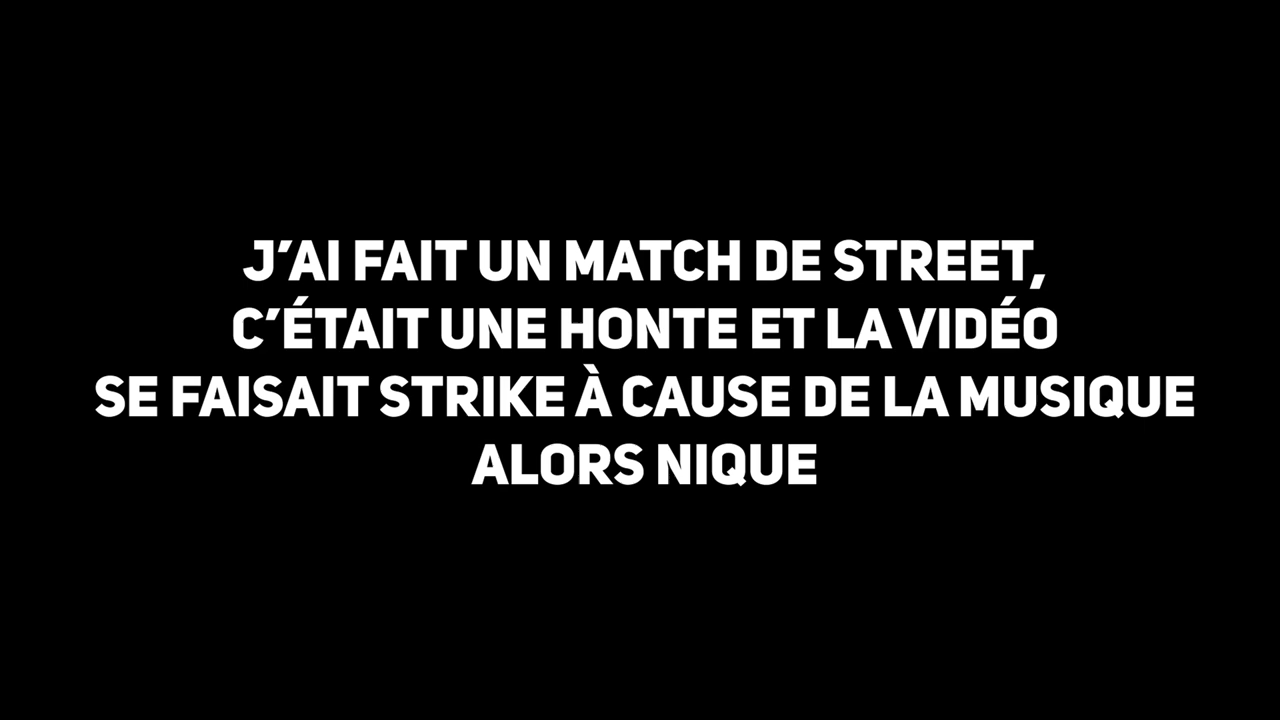 J’AI FAIT UN MATCH DE STREET,
C’ÉTAIT UNE HONTE ET LA VIDÉO
SE FAISAIT STRIKE À CAUSE DE LA MUSIQUE
ALORS NIQUE